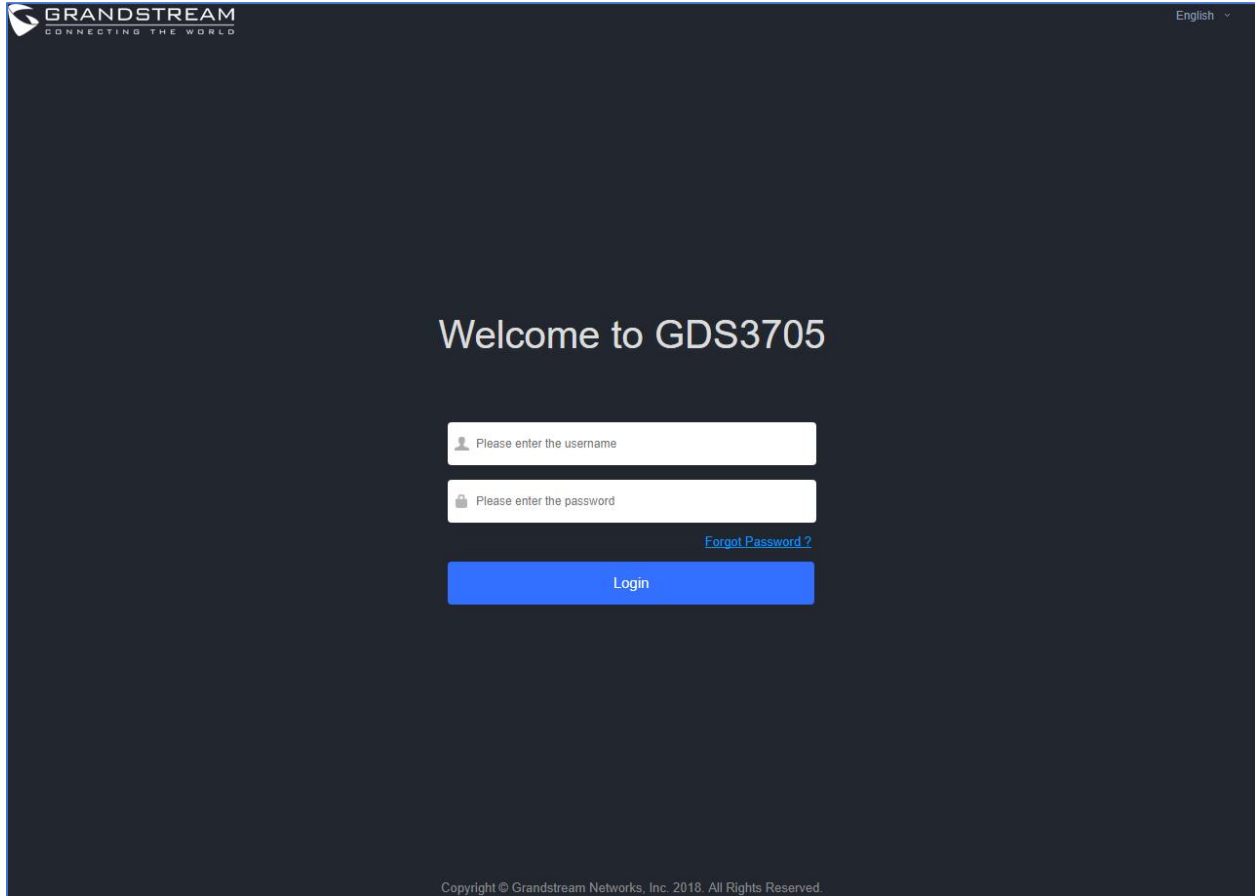 GRANDSTREAM
CONNECTING THE WORLD
English
Welcome to GDS3705
Please enter the username
Please enter the password
Forgot Password ?
Login
Copyright © Grandstream Networks, Inc. 2018. All Rights Reserved.